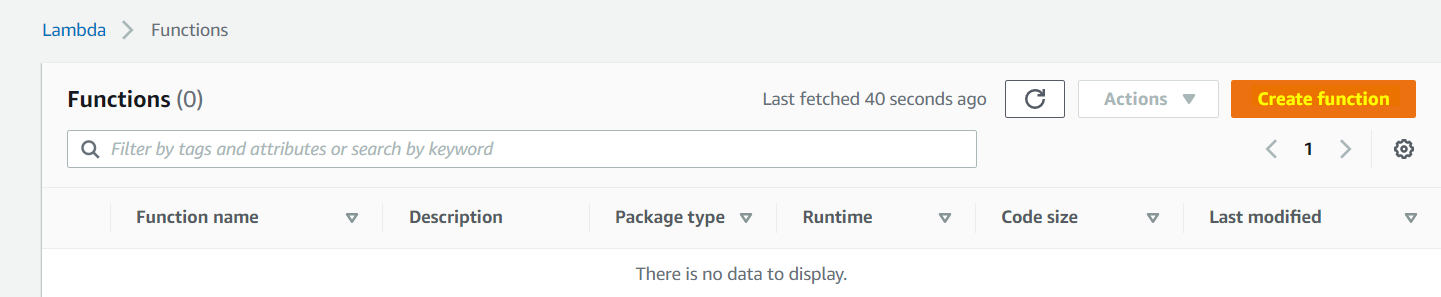 Lambda Functions
Functions (0) Last fetched 40 seconds ago Actions Create function
Filter by tags and attributes or search by keyword 1
Function name Description Package type Runtime Code size Last modified
There is no data to display.